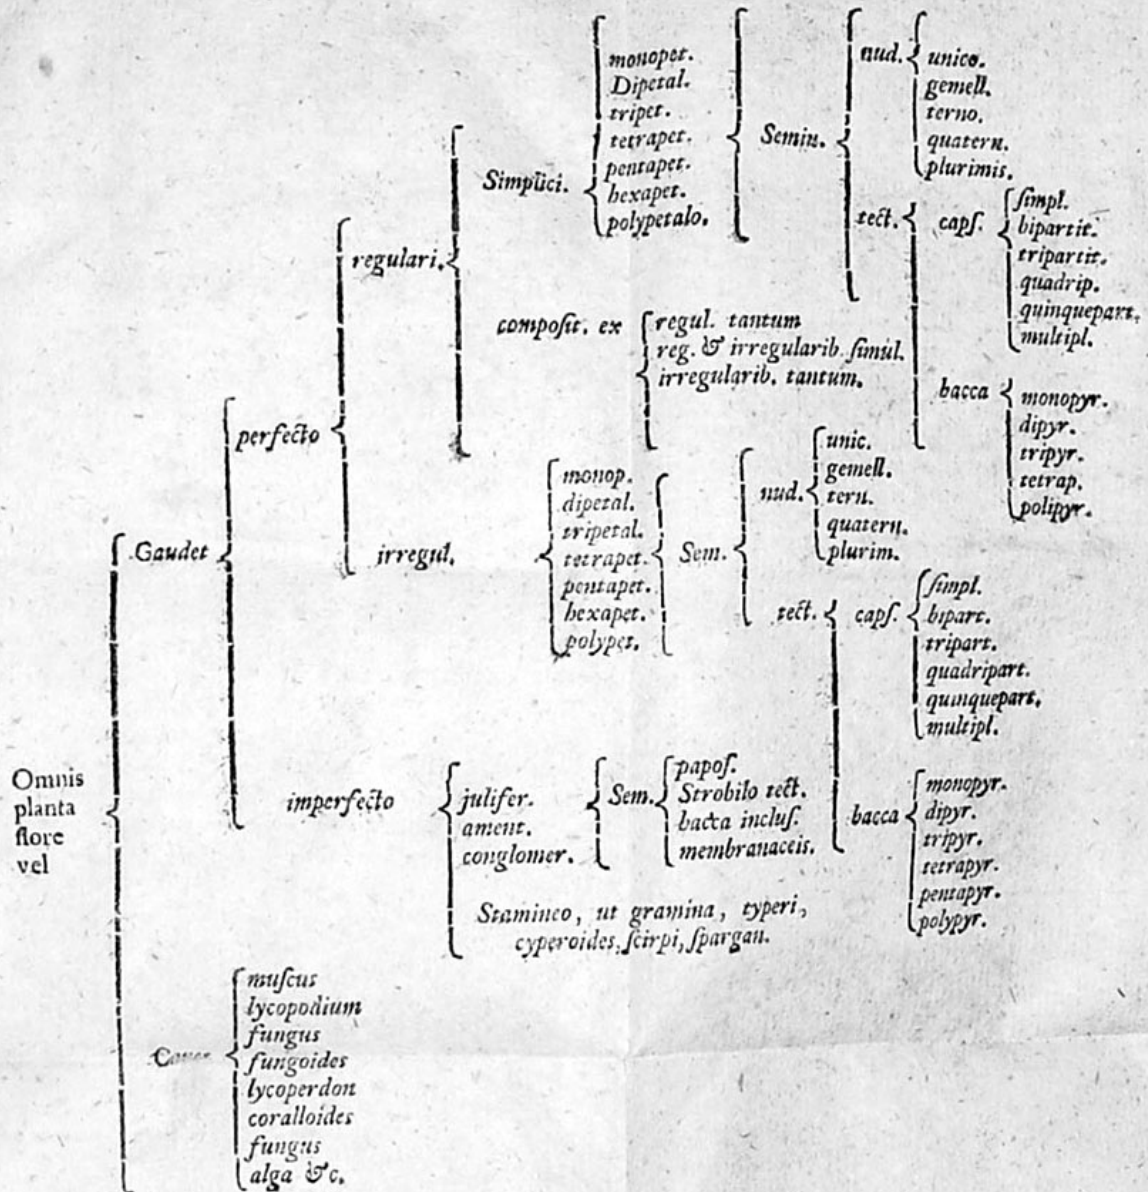 Omnis
planta
flore
vel
Gaudet
perfecto
regulari.
Simplici.
monopet.
Dipetal.
tripet.
tetrapet.
pentapet.
hexapet.
polypetalo.
Semin.
nud.
unico.
gemell.
terno.
quatern.
plurimis.
tect.
capſ.
ſimpl.
bipartit.
tripartit.
quadrip.
quinquepart.
multipl.
bacca
monopyr.
dipyr.
tripyr.
tetrap.
polipyr.
compoſit. ex
regul. tantum
reg. & irregularib. ſimul.
irregularib. tantum.
irregul.
monop.
dipetal.
tripetal.
tetrapet.
pentapet.
hexapet.
polypet.
Sem.
nud.
unic.
gemell.
tern.
quatern.
plurim.
tect.
capſ.
ſimpl.
bipart.
tripart.
quadripart.
quinquepart.
multipl.
bacca
monopyr.
dipyr.
tripyr.
tetrapyr.
pentapyr.
polypyr.
imperfecto
julifer.
ament.
conglomer.
Sem.
papoſ.
Strobilo tect.
bacca incluſ.
membranaceis.
Stamineo, ut gramina, typeri,
cyperoides, ſcirpi, ſpargan.
muſcus
lycopodium
fungus
fungoides
lycoperdon
coralloides
fungus
alga &c.